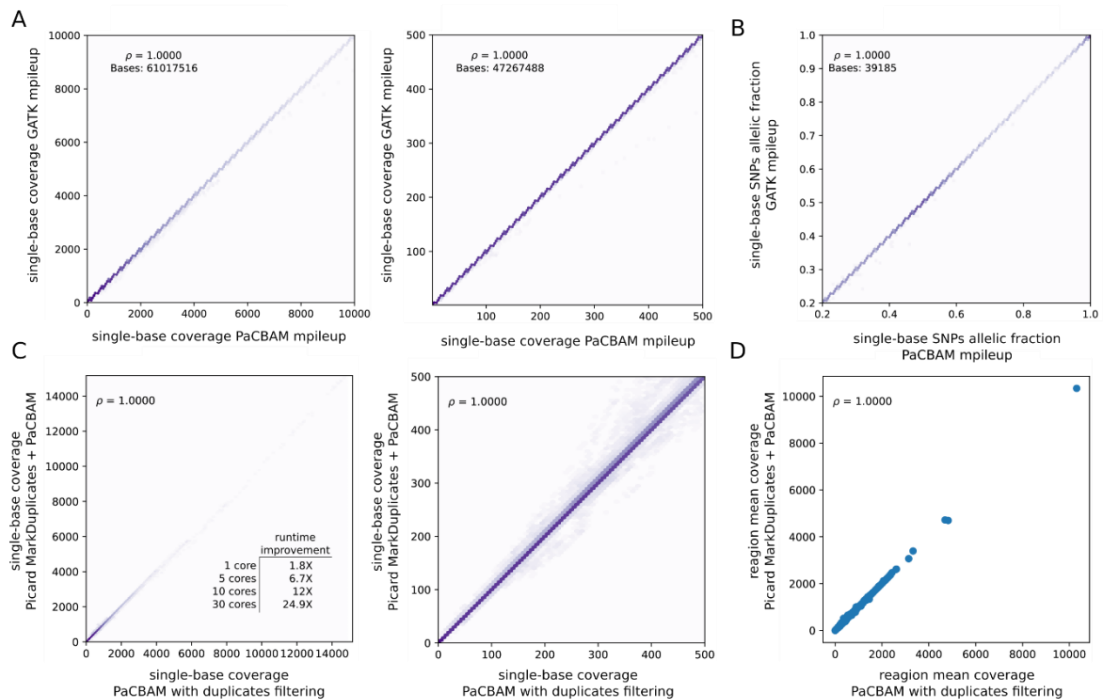 A
10000
8000
6000
4000
2000
0
single-base coverage GATK mpileup
ρ = 1.0000
Bases: 61017516
0 2000 4000 6000 8000 10000
single-base coverage PaCBAM mpileup
500
400
300
200
100
single-base coverage GATK mpileup
ρ = 1.0000
Bases: 47267488
100 200 300 400 500
single-base coverage PaCBAM mpileup
B
1.0
0.9
0.8
0.7
0.6
0.5
0.4
0.3
0.2
single-base SNPs allelic fraction
GATK mpileup
ρ = 1.0000
Bases: 39185
0.2 0.4 0.6 0.8 1.0
single-base SNPs allelic fraction
PaCBAM mpileup
C
14000
12000
10000
8000
6000
4000
2000
0
single-base coverage
Picard MarkDuplicates + PaCBAM
ρ = 1.0000
runtime
improvement
1 core 1.8X
5 cores 6.7X
10 cores 12X
30 cores 24.9X
0 2000 4000 6000 8000 10000 12000 14000
single-base coverage
PaCBAM with duplicates filtering
500
400
300
200
100
0
single-base coverage
Picard MarkDuplicates + PaCBAM
ρ = 1.0000
0 100 200 300 400 500
single-base coverage
PaCBAM with duplicates filtering
D
10000
8000
6000
4000
2000
0
reagion mean coverage
Picard MarkDuplicates + PaCBAM
ρ = 1.0000
0 2000 4000 6000 8000 10000
reagion mean coverage
PaCBAM with duplicates filtering